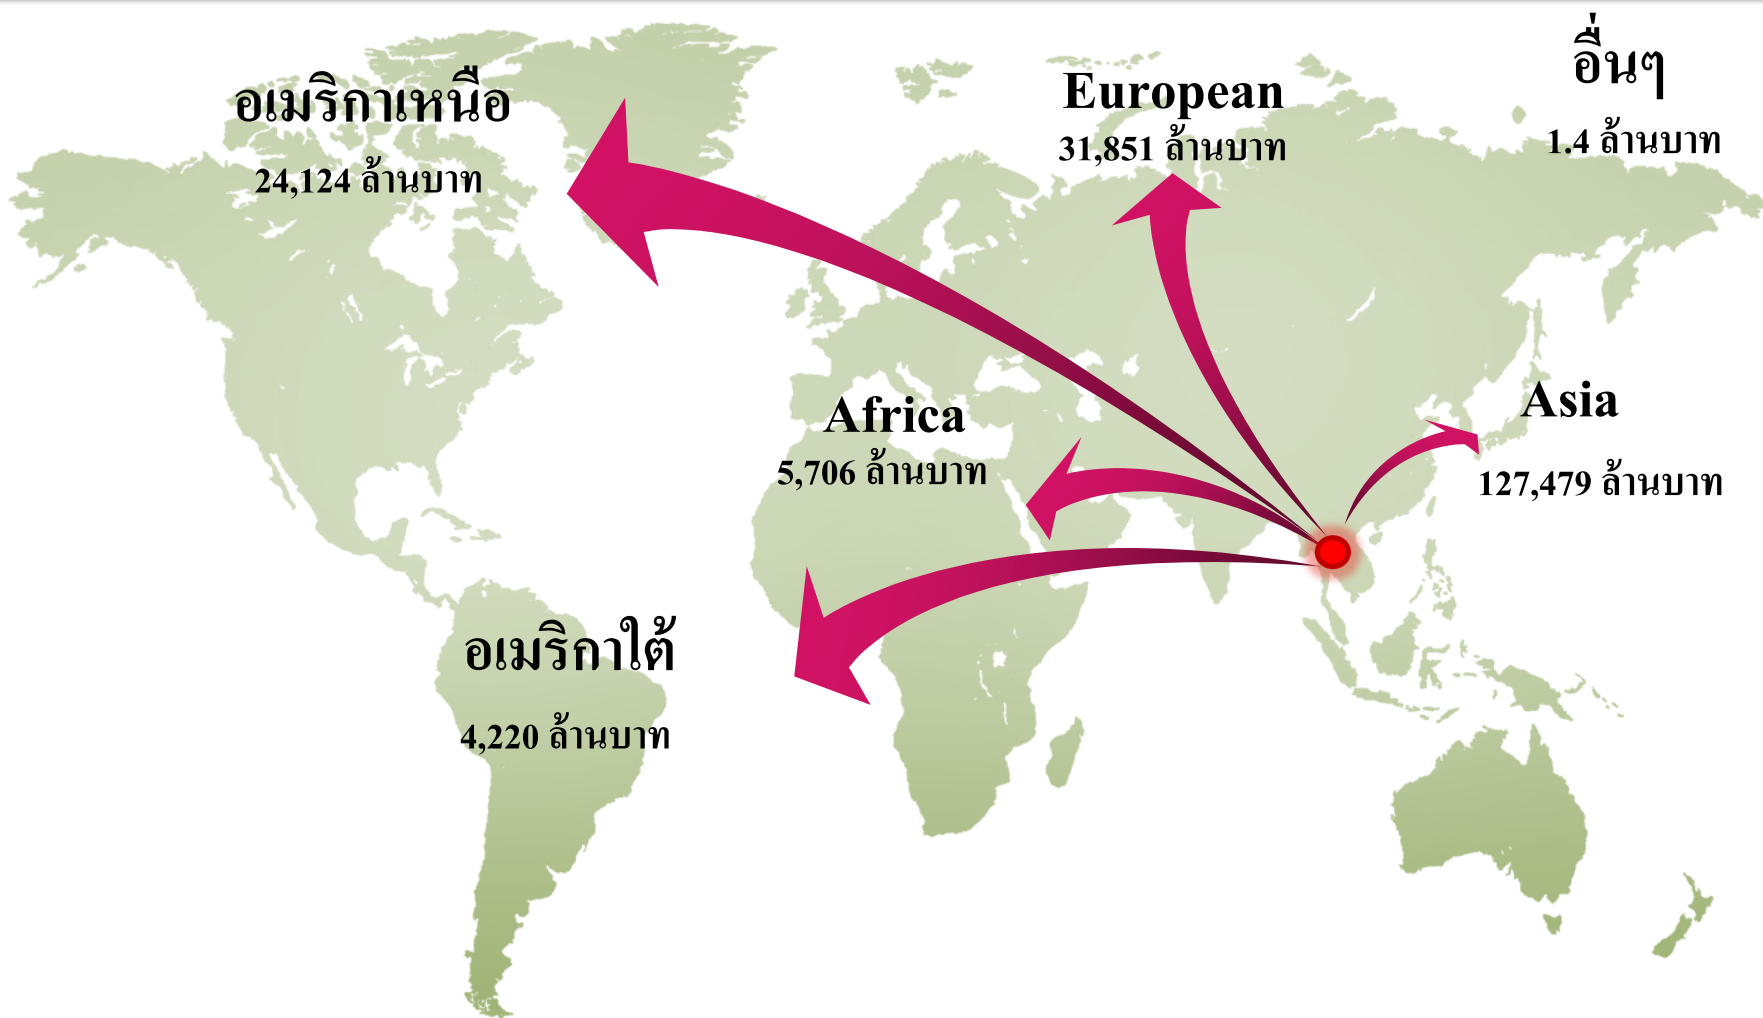 อเมริกาเหนือ
24,124 ล้านบาท
European
31,851 ล้านบาท
อื่นๆ
1.4 ล้านบาท
Africa
5,706 ล้านบาท
Asia
127,479 ล้านบาท
อเมริกาใต้
4,220 ล้านบาท